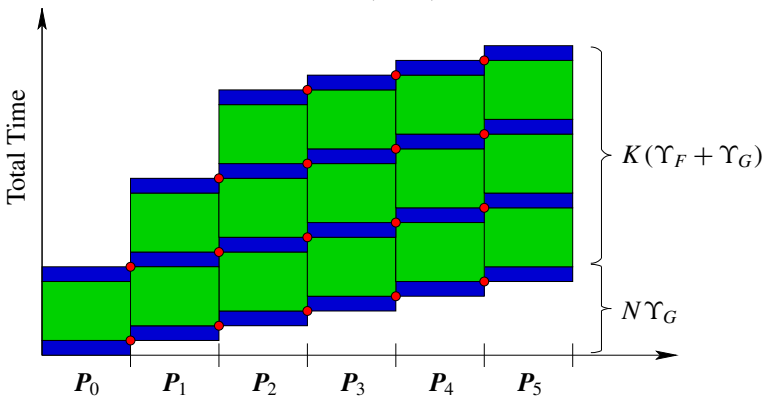 Total Time
K(ϒ_F + ϒ_G)
Nϒ_G
P_0 P_1 P_2 P_3 P_4 P_5